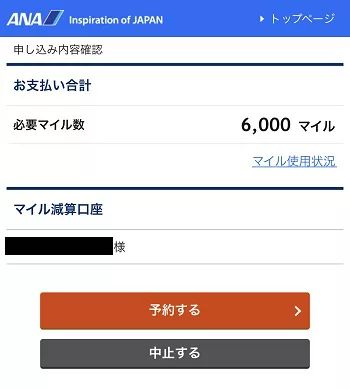 ANA Inspiration of JAPAN トップページ
申し込み内容確認
お支払い合計
必要マイル数 6,000 マイル
マイル使用状況
マイル減算口座
様
予約する
中止する